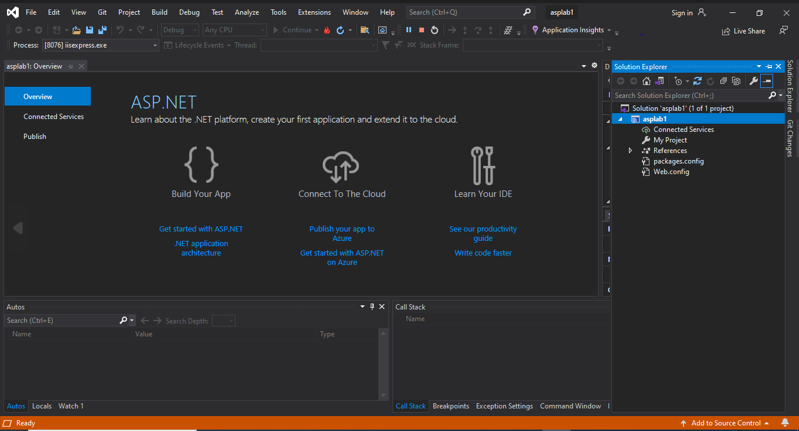 File Edit View Git Project Build Debug Test Analyze Tools Extensions Window Help Search (Ctrl+Q) asplab1 Sign in
Debug Any CPU Continue Application Insights Live Share
Process: [8076] iisexpress.exe Lifecycle Events Thread: Stack Frame:
asplab1: Overview
Overview
Connected Services
Publish
ASP.NET
Learn about the .NET platform, create your first application and extend it to the cloud.
Build Your App
Connect To The Cloud
Learn Your IDE
Get started with ASP.NET
.NET application
architecture
Publish your app to
Azure
Get started with ASP.NET
on Azure
See our productivity
guide
Write code faster
Solution Explorer
Search Solution Explorer (Ctrl+;)
Solution 'asplab1' (1 of 1 project)
asplab1
Connected Services
My Project
References
packages.config
Web.config
Solution Explorer
Git Changes
Autos
Search (Ctrl+E) Search Depth:
Name Value Type
Autos Locals Watch 1
Call Stack
Name
Call Stack Breakpoints Exception Settings Command Window
Ready Add to Source Control